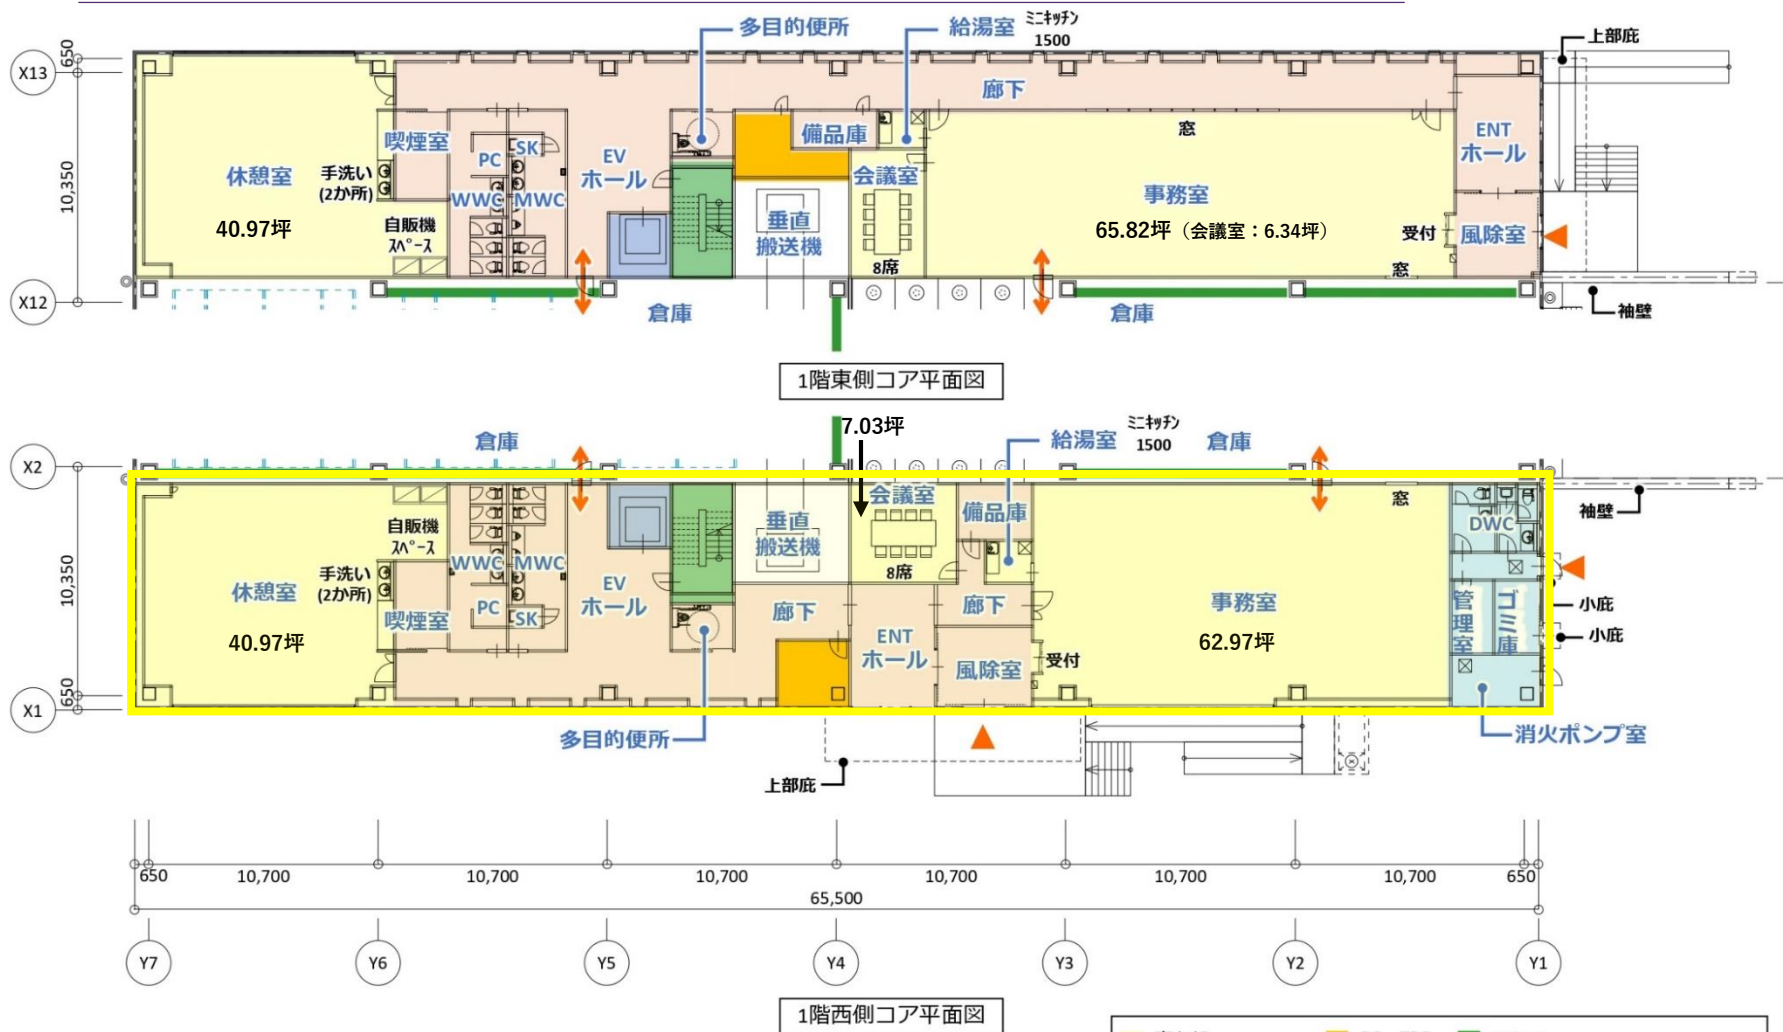 多目的便所
給湯室
ミニキッチン
1500
上部庇
X13
650
廊下
喫煙室
PC
SK
EV
ホール
備品庫
窓
ENT
ホール
10,350
休憩室
手洗い
(2か所)
WWC
MWC
会議室
事務室
40.97坪
自販機
スペース
垂直
搬送機
65.82坪（会議室：6.34坪）
受付
風除室
8席
窓
X12
倉庫
倉庫
袖壁
1階東側コア平面図
7.03坪
ミニキッチン
1500
倉庫
給湯室
倉庫
X2
会議室
窓
自販機
スペース
垂直
搬送機
備品庫
DWC
袖壁
10,350
手洗い
(2か所)
WWC
MWC
8席
休憩室
EV
ホール
喫煙室
PC
SK
廊下
廊下
事務室
管理室
ゴミ庫
小庇
40.97坪
ENT
ホール
62.97坪
小庇
受付
風除室
650
X1
多目的便所
消火ポンプ室
上部庇
650
10,700
10,700
10,700
10,700
10,700
10,700
650
65,500
Y7
Y6
Y5
Y4
Y3
Y2
Y1
1階西側コア平面図